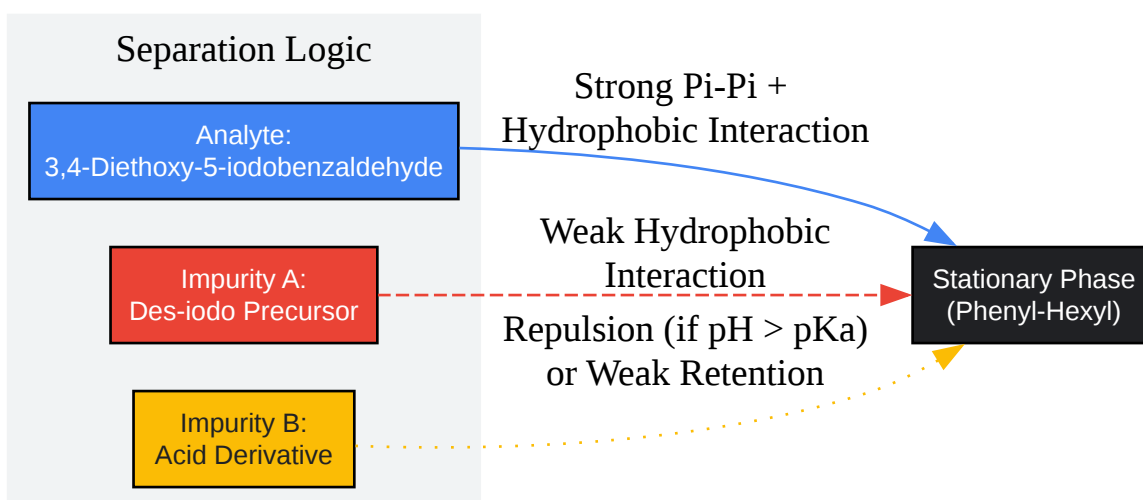 Separation Logic
Analyte:
3,4-Diethoxy-5-iodobenzaldehyde
Strong Pi-Pi +
Hydrophobic Interaction
Impurity A:
Des-iodo Precursor
Weak Hydrophobic
Interaction
Stationary Phase
(Phenyl-Hexyl)
Repulsion (if pH > pKa)
or Weak Retention
Impurity B:
Acid Derivative